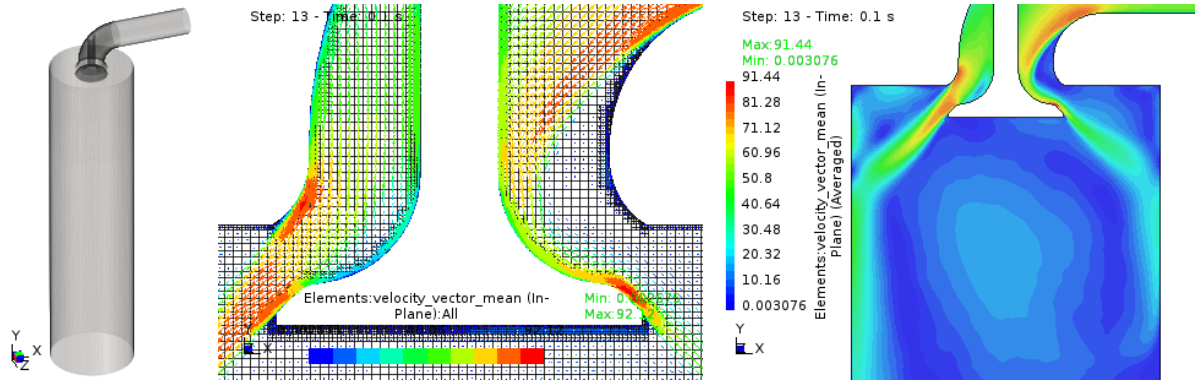 Y
X
Z
Step: 13 - Time: 0.1 s
Elements:velocity_vector_mean (In-
Plane):All
Min: 0.
Max:92.
X
Step: 13 - Time: 0.1 s
Max:91.44
Min: 0.003076
91.44
81.28
71.12
60.96
50.8
40.64
30.48
20.32
10.16
0.003076
Elements:velocity_vector_mean (In-
Plane) (Averaged)
Y
X